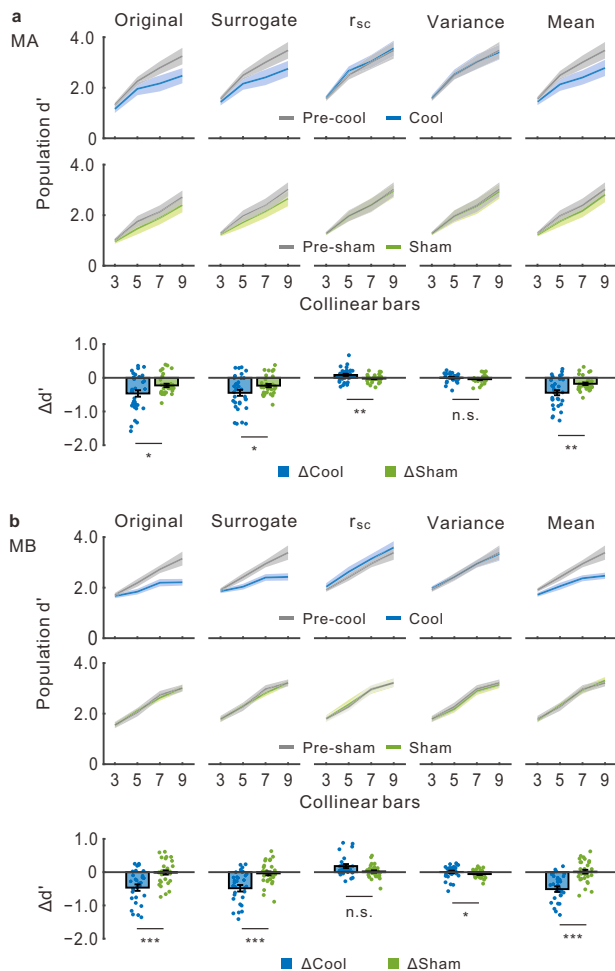 a
MA
Original Surrogate r_sc Variance Mean
Population d'
4.0
2.0
0
Pre-cool Cool
2.0
0
Pre-sham Sham
3 5 7 9 3 5 7 9 3 5 7 9 3 5 7 9 3 5 7 9
Collinear bars
Δd'
1.0
0
−1.0
−2.0
* * ** n.s. **
ΔCool ΔSham
b
MB
Original Surrogate r_sc Variance Mean
Population d'
4.0
2.0
0
Pre-cool Cool
4.0
2.0
0
Pre-sham Sham
3 5 7 9 3 5 7 9 3 5 7 9 3 5 7 9 3 5 7 9
Collinear bars
Δd'
1.0
0
−1.0
−2.0
*** *** n.s. * ***
ΔCool ΔSham